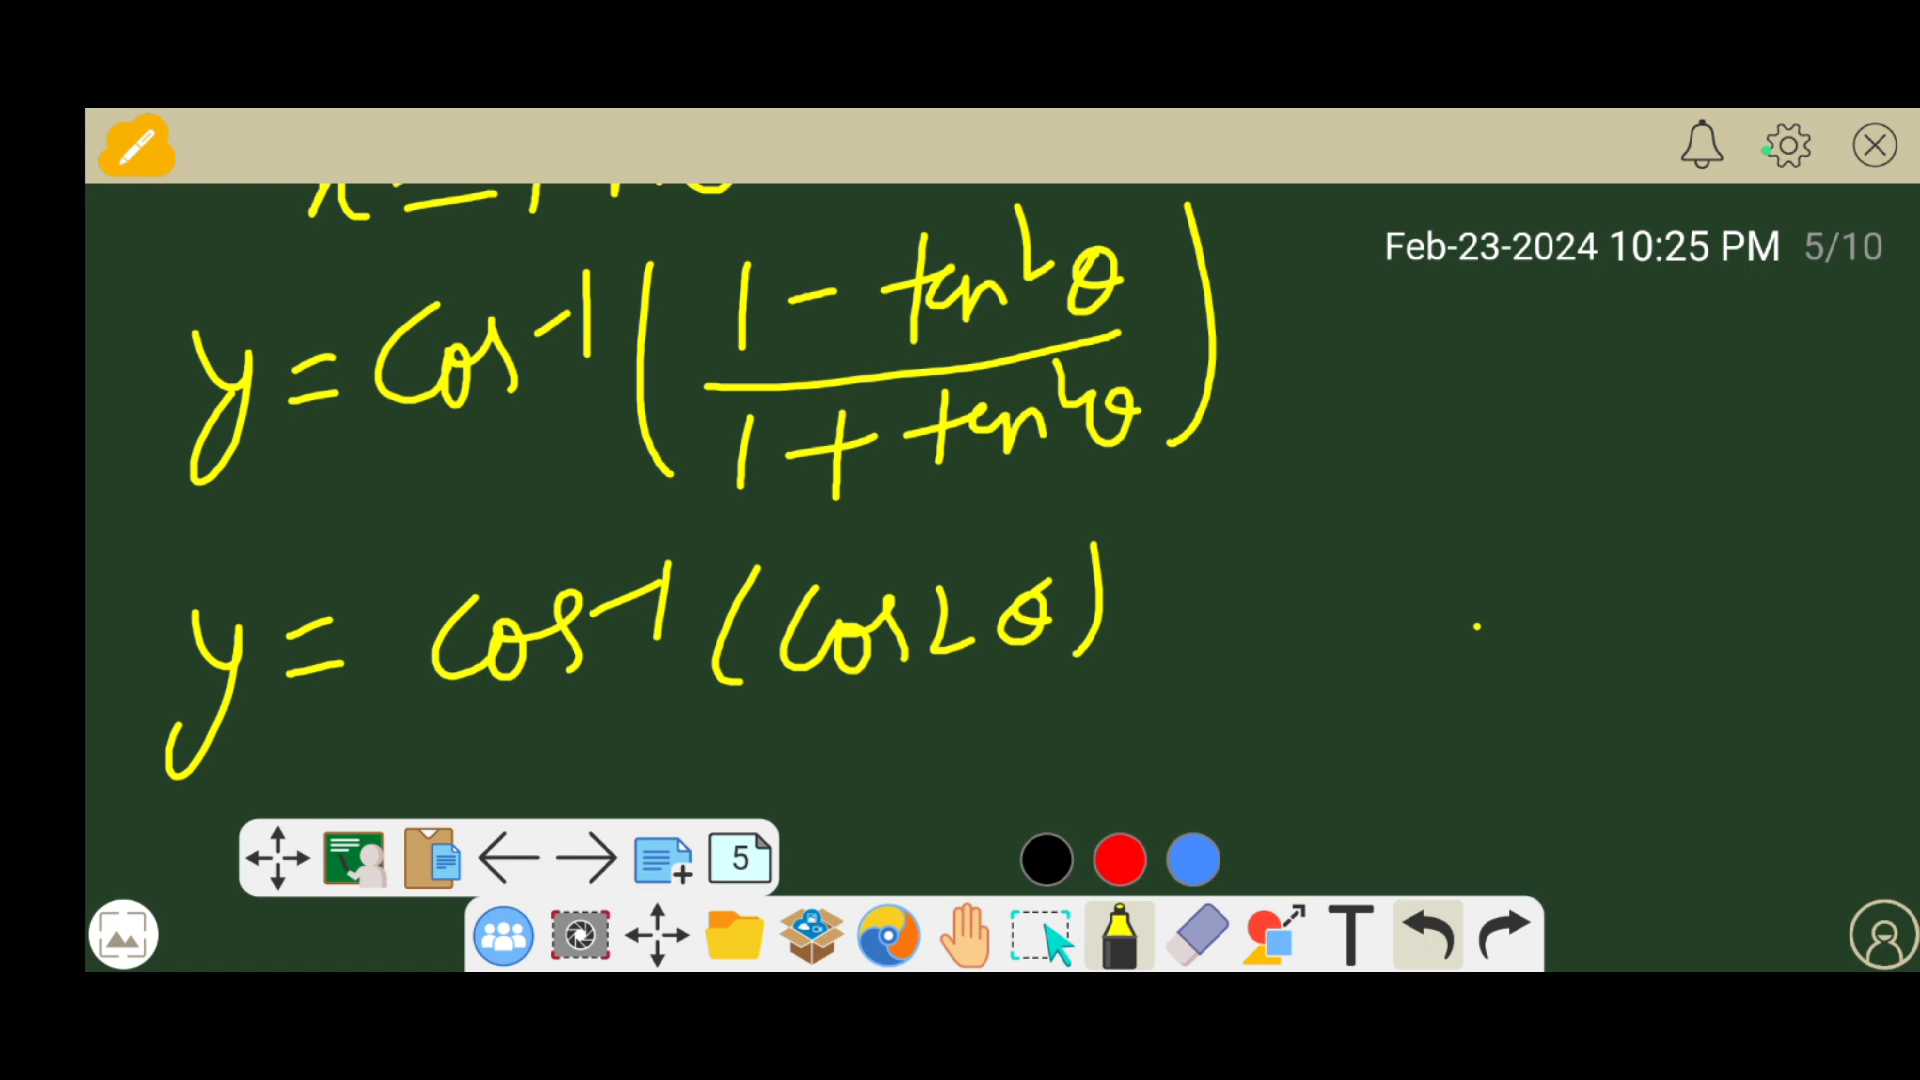 Feb-23-2024 10:25 PM 5/10
y = cos⁻¹ ( (1 - tan²θ) / (1 + tan²θ) )
y = cos⁻¹ (cos2θ)
5
T